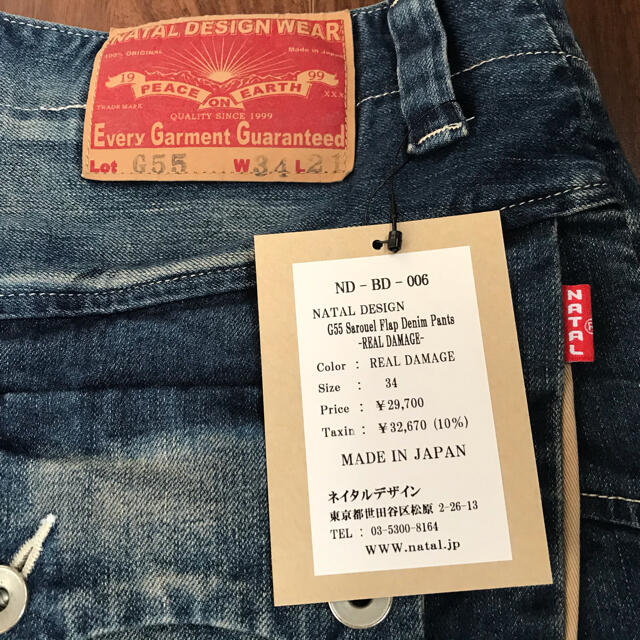 NATAL DESIGN WEAR
100% ORIGINAL
Made in Japan
19 99
PEACE ON EARTH
TRADE MARK
XXX
QUALITY SINCE 1999
Every Garment Guaranteed
Lot G55 W34 L21
ND - BD - 006
NATAL DESIGN
G55 Sarouel Flap Denim Pants
-REAL DAMAGE-
Color : REAL DAMAGE
Size : 34
Price : ￥29,700
Taxin : ￥32,670 (10%)
MADE IN JAPAN
ネイタルデザイン
東京都世田谷区松原 2-26-13
TEL : 03-5300-8164
WWW.natal.jp
NATAL
®